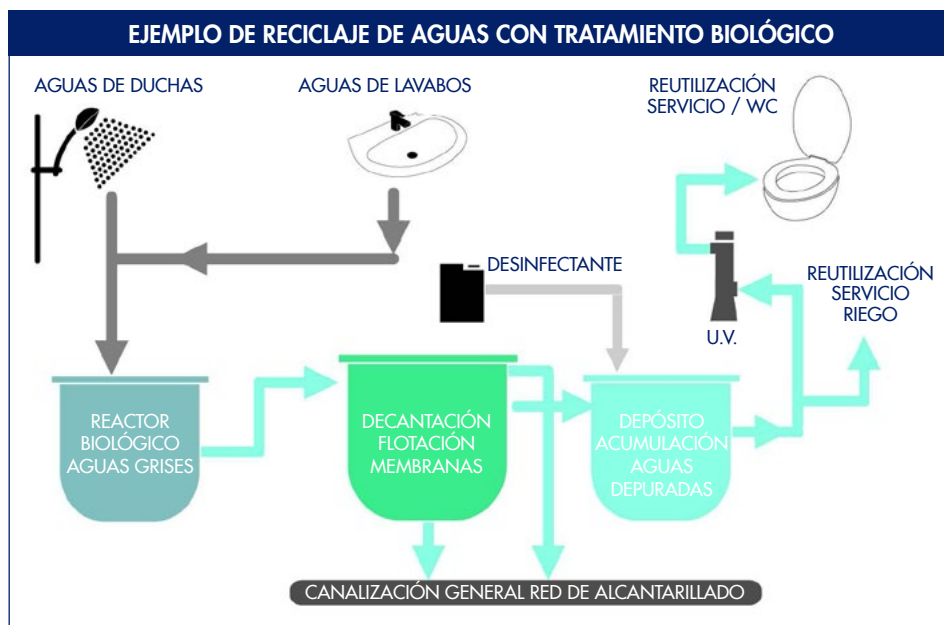 EJEMPLO DE RECICLAJE DE AGUAS CON TRATAMIENTO BIOLÓGICO
AGUAS DE DUCHAS
AGUAS DE LAVABOS
REUTILIZACIÓN
SERVICIO / WC
DESINFECTANTE
U.V.
REUTILIZACIÓN
SERVICIO
RIEGO
REACTOR
BIOLÓGICO
AGUAS GRISES
DECANTACIÓN
FLOTACIÓN
MEMBRANAS
DEPÓSITO
ACUMULACIÓN
AGUAS
DEPURADAS
CANALIZACIÓN GENERAL RED DE ALCANTARILLADO